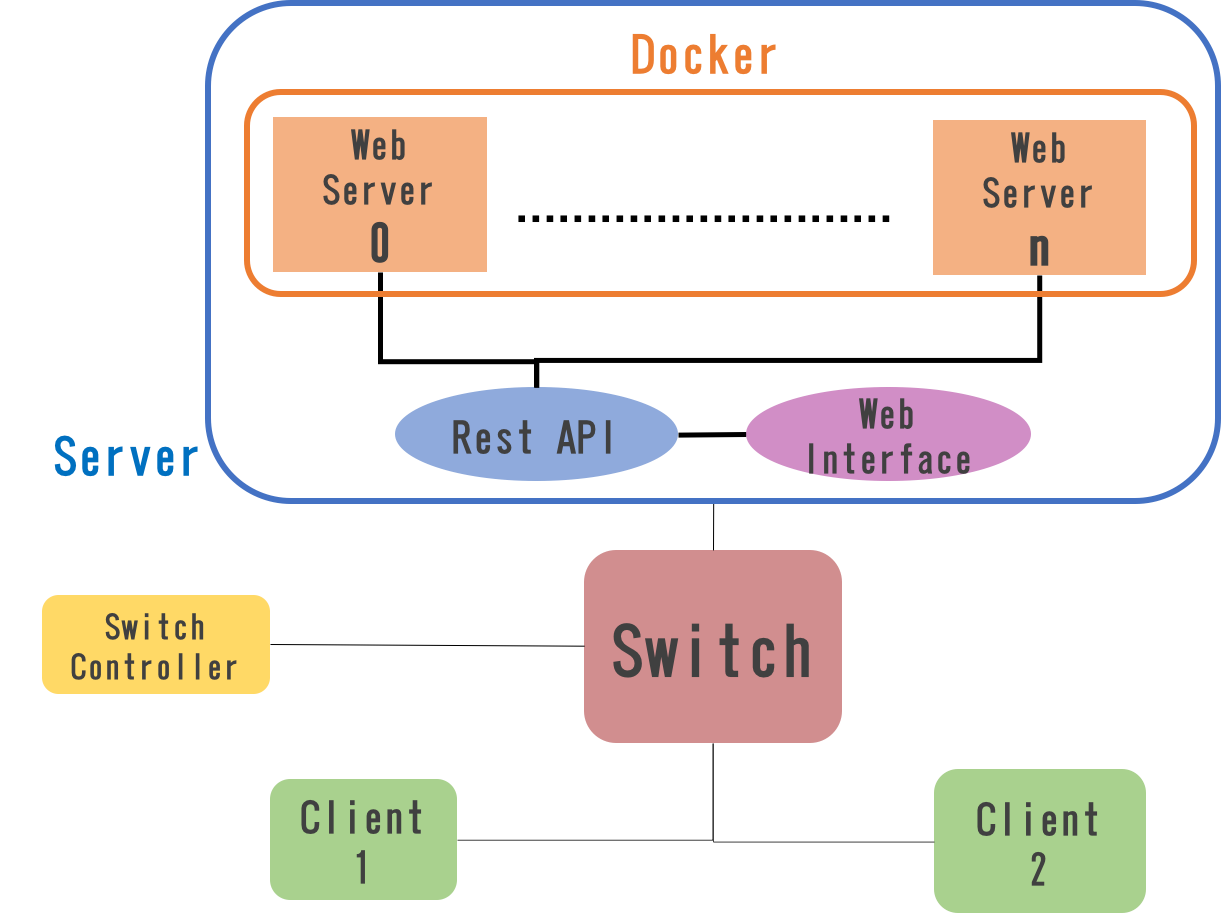 Docker
Web
Server
0
Web
Server
n
Rest API
Web
Interface
Server
Switch
Controller
Switch
Client
1
Client
2